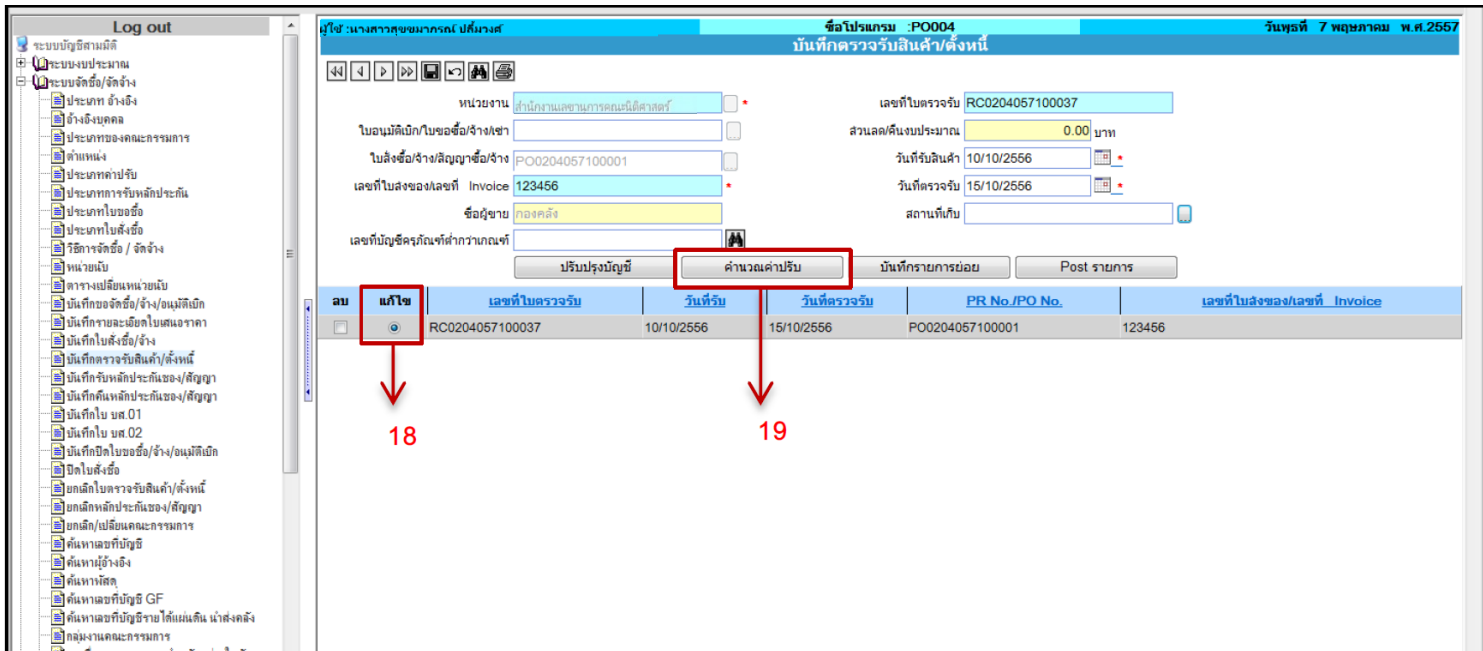 Log out
ระบบบัญชีสามมิติ
ระบบงบประมาณ
ระบบจัดซื้อ/จัดจ้าง
ประเภท อ้างอิง
อ้างอิงบุคคล
ประเภทของคณะกรรมการ
ตำแหน่ง
ประเภทค่าปรับ
ประเภทการรับหลักประกัน
ประเภทใบขอซื้อ
ประเภทใบสั่งซื้อ
วิธีการจัดซื้อ / จัดจ้าง
หน่วยนับ
ตารางเปลี่ยนหน่วยนับ
บันทึกขอจัดซื้อ/จ้าง/อนุมัติเบิก
บันทึกรายละเอียดใบเสนอราคา
บันทึกใบสั่งซื้อ/จ้าง
บันทึกตรวจรับสินค้า/ตั้งหนี้
บันทึกรับหลักประกันซอง/สัญญา
บันทึกคืนหลักประกันซอง/สัญญา
บันทึกใบ บศ.01
บันทึกใบ บศ.02
บันทึกปิดใบขอซื้อ/จ้าง/อนุมัติเบิก
ปิดใบสั่งซื้อ
ยกเลิกใบตรวจรับสินค้า/ตั้งหนี้
ยกเลิกหลักประกันซอง/สัญญา
ยกเลิก/เปลี่ยนคณะกรรมการ
ค้นหาเลขที่บัญชี
ค้นหาผู้อ้างอิง
ค้นหาพัสดุ
ค้นหาเลขที่บัญชี GF
ค้นหาเลขที่บัญชีรายได้แผ่นดิน นำส่งคลัง
กลุ่มงานคณะกรรมการ
ผู้ใช้ :นางสาวสุขขมาภรณ์ ปลื้มวงศ์ ชื่อโปรแกรม :PO004 วันพุธที่ 7 พฤษภาคม พ.ศ.2557
บันทึกตรวจรับสินค้า/ตั้งหนี้
หน่วยงาน สำนักงานเลขานุการคณะนิติศาสตร์ * เลขที่ใบตรวจรับ RC0204057100037
ใบอนุมัติเบิก/ใบขอซื้อ/จ้าง/เช่า ส่วนลด/คืนงบประมาณ 0.00 บาท
ใบสั่งซื้อ/จ้าง/สัญญาซื้อ/จ้าง PO0204057100001 วันที่รับสินค้า 10/10/2556 *
เลขที่ใบส่งของ/เลขที่ Invoice 123456 * วันที่ตรวจรับ 15/10/2556 *
ชื่อผู้ขาย กองคลัง สถานที่เก็บ
เลขที่บัญชีครุภัณฑ์ต่ำกว่าเกณฑ์
ปรับปรุงบัญชี คำนวณค่าปรับ บันทึกรายการย่อย Post รายการ
ลบ แก้ไข เลขที่ใบตรวจรับ วันที่รับ วันที่ตรวจรับ PR No./PO No. เลขที่ใบส่งของ/เลขที่ Invoice
RC0204057100037 10/10/2556 15/10/2556 PO0204057100001 123456
18 19